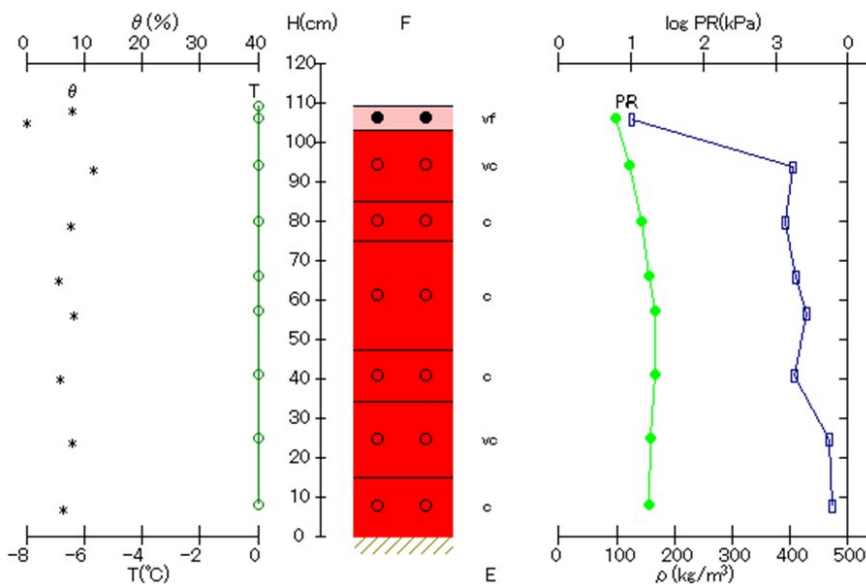 θ(%) H(cm) F log PR(kPa)
0 10 20 30 40 0 1 2 3 0
120
θ T 110 PR
vf
100
vc
90
80 c
70
60 c
50
40 c
30
vc
20
10 c
0
-8 -6 -4 -2 0 0 100 200 300 400 500
T(℃) E ρ(kg/m³)